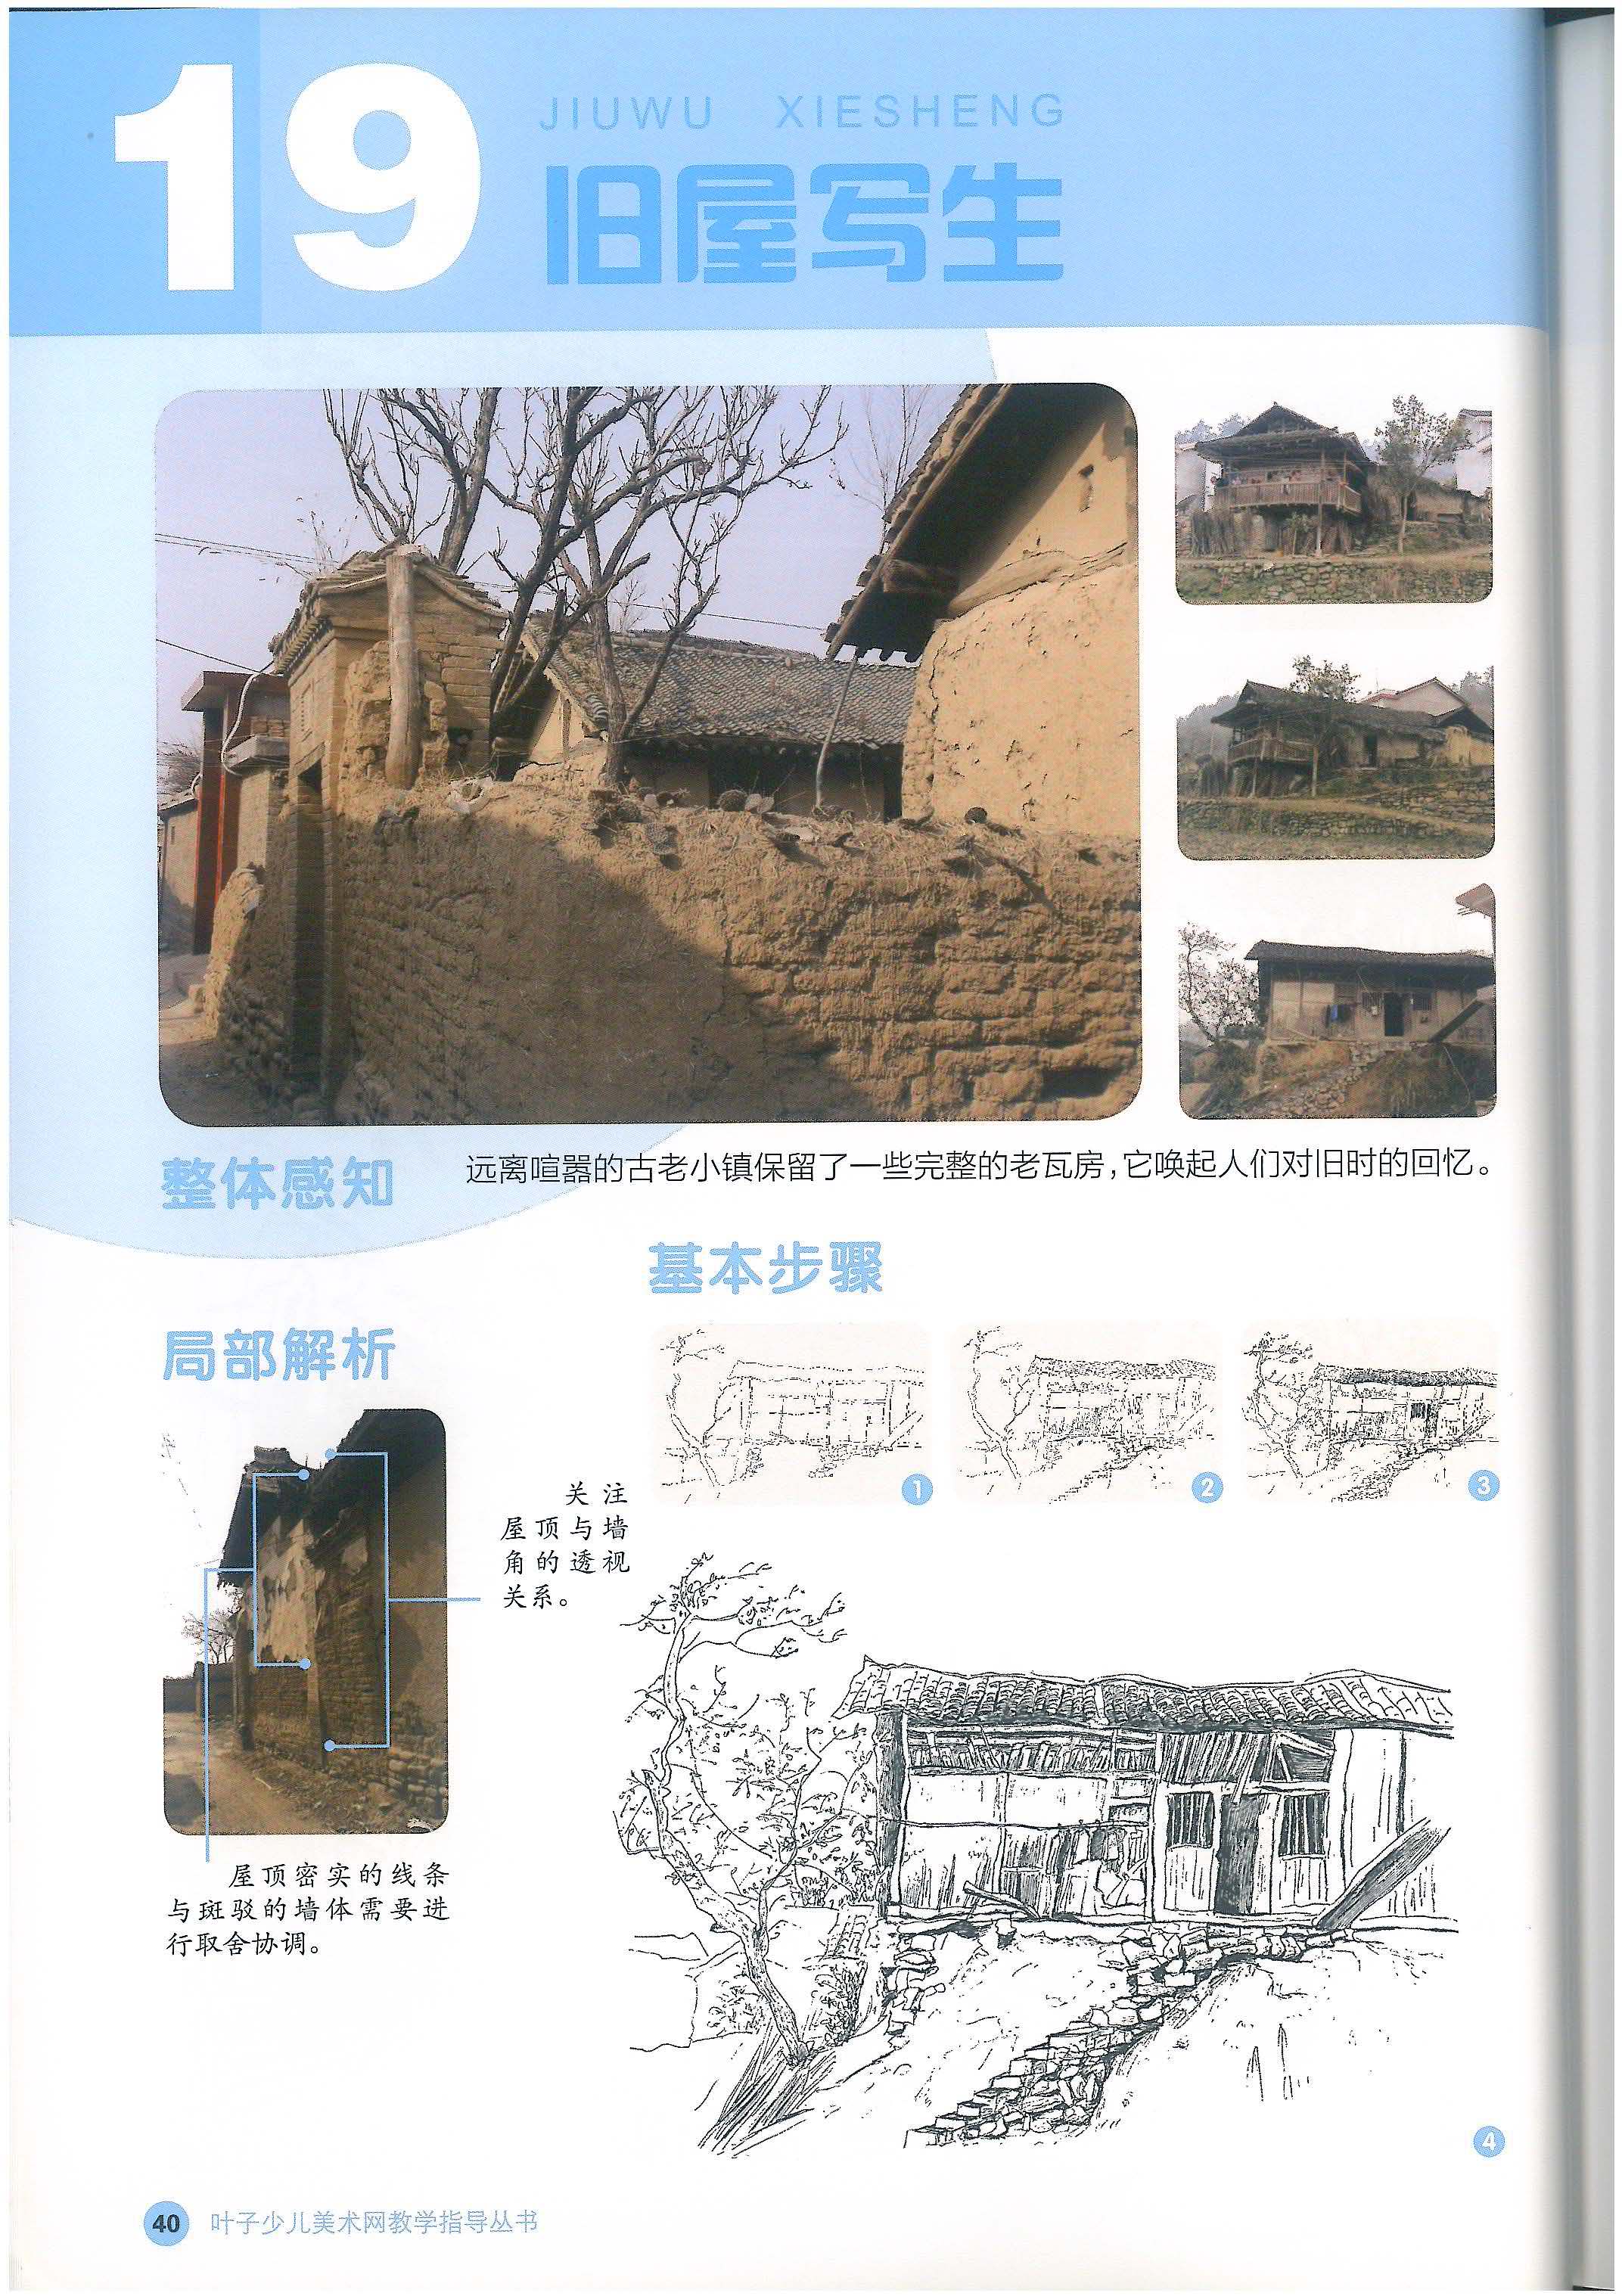 19
JIUWU XIESHENG
旧屋写生
整体感知
远离喧嚣的古老小镇保留了一些完整的老瓦房,它唤起人们对旧时的回忆。
基本步骤
局部解析
1
2
3
关注
屋顶与墙
角的透视
关系。
屋顶密实的线条
与斑驳的墙体需要进
行取舍协调。
4
40 叶子少儿美术网教学指导丛书